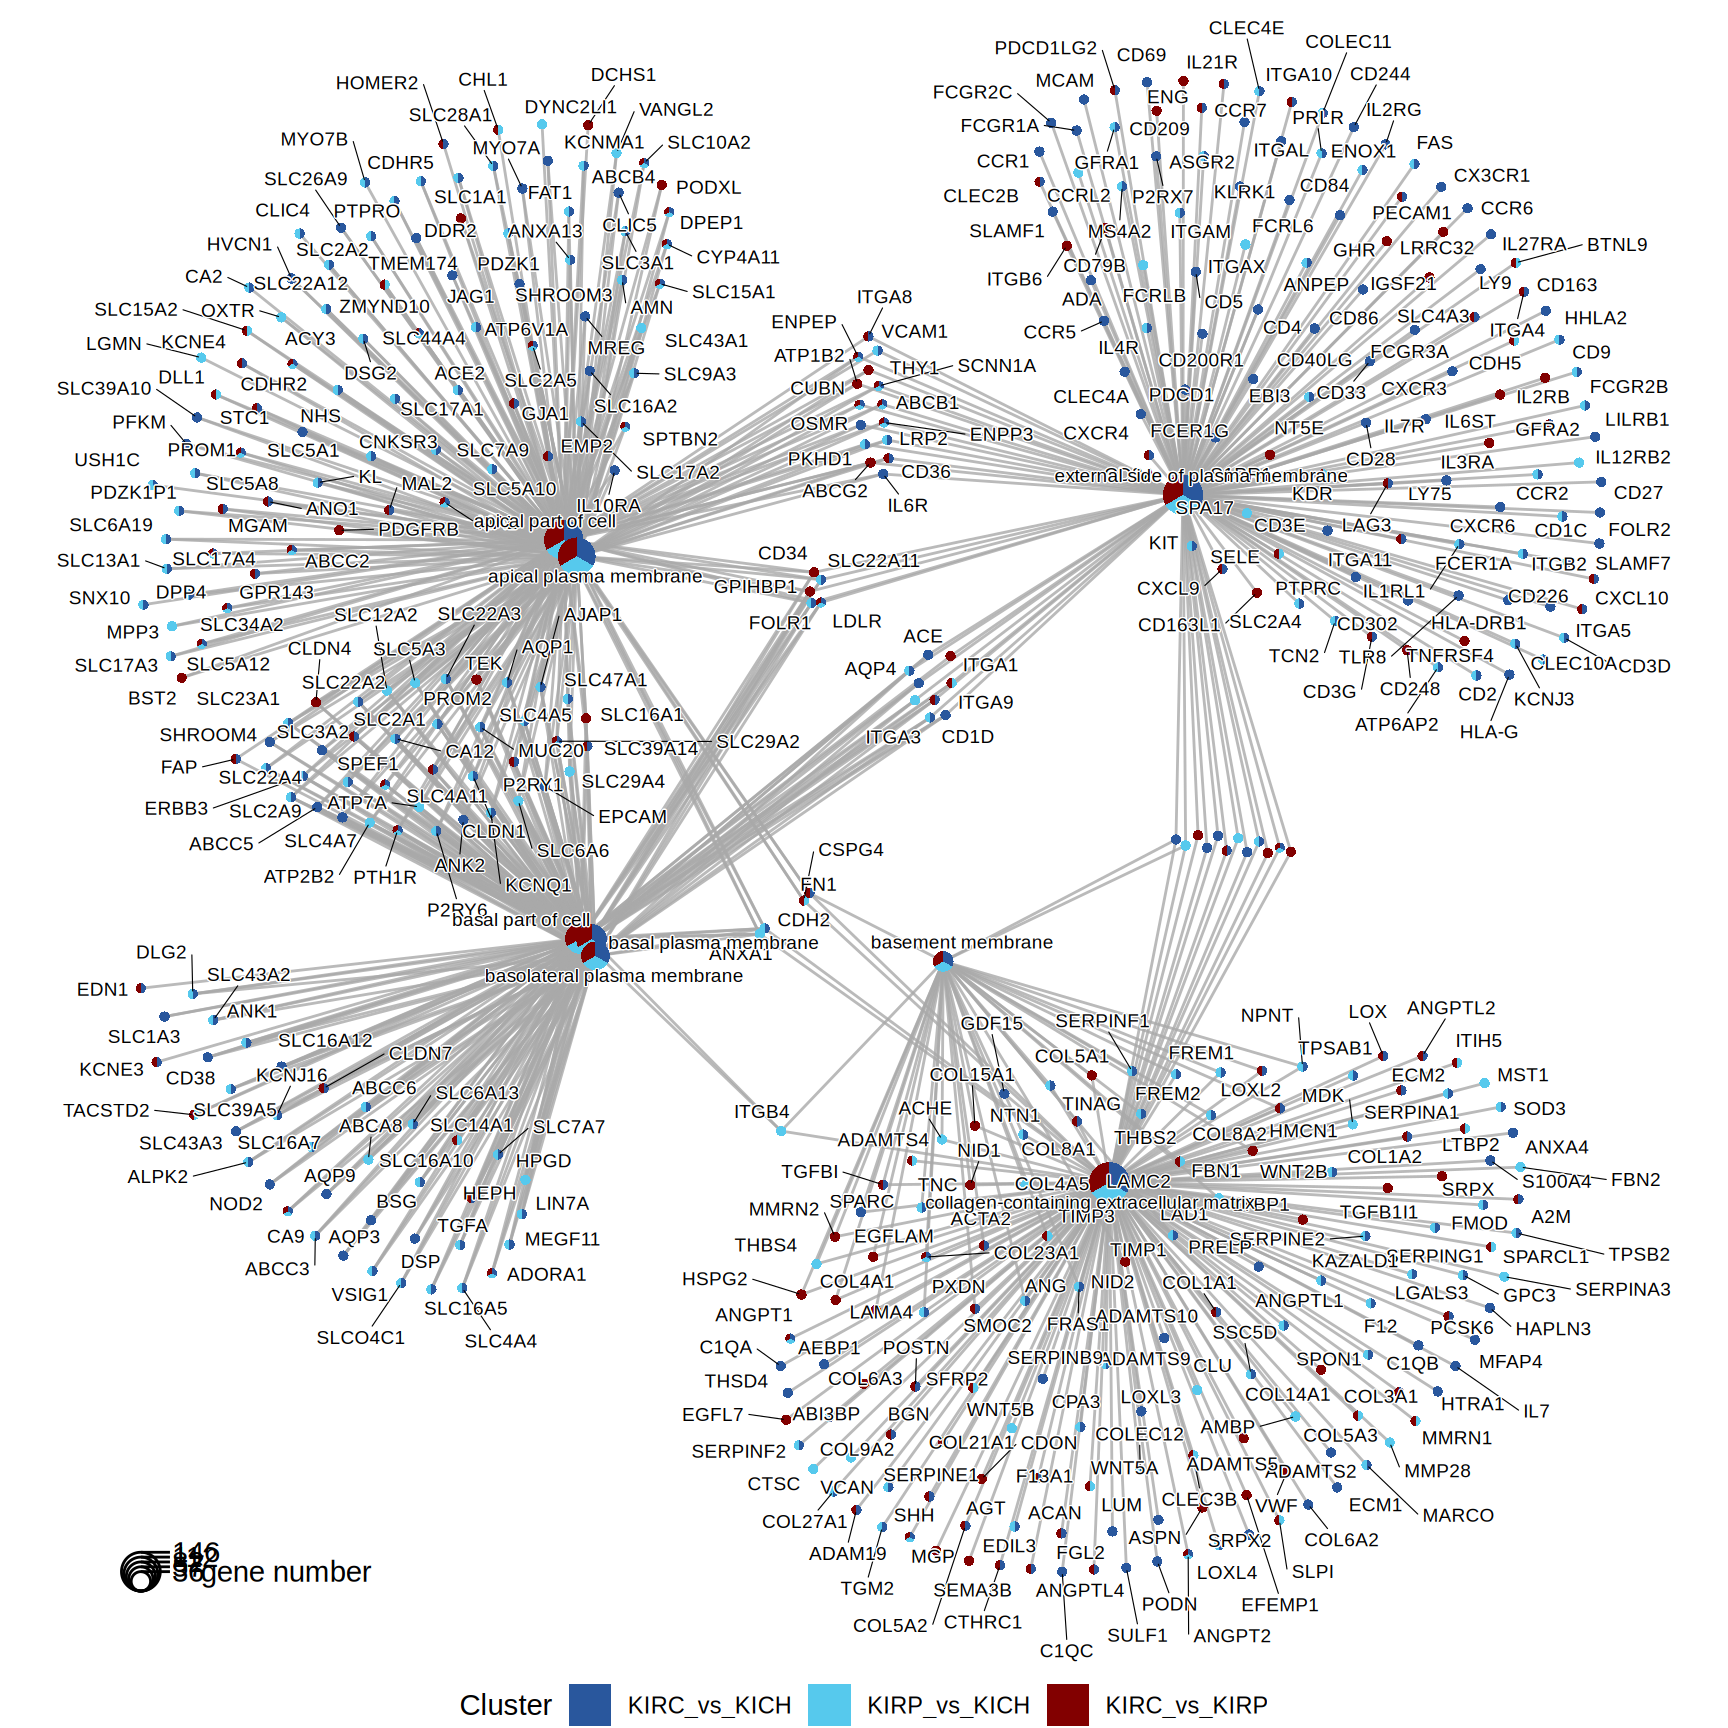 CLEC4E
COLEC11
PDCD1LG2 CD69 IL21R
HOMER2 CHL1 DCHS1 MCAM ITGA10 CD244
DYNC2LI1 VANGL2 FCGR2C ENG CCR7 PRLR IL2RG
SLC28A1 FCGR1A CD209
MYO7B MYO7A KCNMA1 SLC10A2 CCR1 GFRA1 ASGR2 ITGAL ENOX1 FAS
CDHR5 ABCB4
SLC26A9 SLC1A1 FAT1 PODXL CLEC2B CCRL2 P2RX7 KLRK1 CD84 CX3CR1
CLIC4 PTPRO DDR2 ANXA13 CLIC5 DPEP1 SLAMF1 MS4A2 ITGAM FCRL6 PECAM1 CCR6
HVCN1 SLC2A2 TMEM174 PDZK1 SLC3A1 CYP4A11 CD79B ITGAX GHR LRRC32 IL27RA BTNL9
CA2 SLC22A12 JAG1 SHROOM3 SLC15A1 ITGB6 ADA FCRLB CD5 ANPEP IGSF21 LY9 CD163
SLC15A2 OXTR ZMYND10 AMN ITGA8 CCR5 CD4 CD86 SLC4A3 ITGA4 HHLA2
LGMN KCNE4 ACY3 SLC44A4 ATP6V1A MREG SLC43A1 ENPEP VCAM1 IL4R CD200R1 CD40LG FCGR3A CDH5 CD9
SLC39A10 DLL1 CDHR2 DSG2 ACE2 SLC2A5 SLC9A3 ATP1B2 THY1 SCNN1A CLEC4A PDCD1 EBI3 CD33 CXCR3 IL2RB FCGR2B
PFKM STC1 NHS SLC17A1 GJA1 SLC16A2 CUBN ABCB1 CXCR4 FCER1G NT5E IL7R IL6ST GFRA2 LILRB1
USH1C PROM1 SLC5A1 CNKSR3 SLC7A9 EMP2 SPTBN2 OSMR LRP2 ENPP3 CD28 IL3RA IL12RB2
PDZK1P1 SLC5A8 KL MAL2 SLC5A10 SLC17A2 PKHD1 CD36 external side of plasma membrane
SLC6A19 MGAM ANO1 PDGFRB IL10RA ABCG2 IL6R SPA17 KDR LY75 CCR2 CD27
apical part of cell CD3E LAG3 CXCR6 CD1C FOLR2
SLC13A1 SLC17A4 ABCC2 apical plasma membrane CD34 SLC22A11 KIT SELE ITGA11 FCER1A ITGB2 SLAMF7
SNX10 DPP4 GPR143 GPIHBP1 CXCL9 PTPRC IL1RL1 CD226 CXCL10
MPP3 SLC34A2 SLC12A2 SLC22A3 AJAP1 FOLR1 LDLR CD163L1 SLC2A4 CD302 HLA-DRB1 ITGA5
SLC17A3 SLC5A12 CLDN4 SLC5A3 TEK AQP1 ACE TCN2 TLR8 TNFRSF4 CLEC10A CD3D
BST2 SLC23A1 SLC22A2 PROM2 SLC47A1 AQP4 ITGA1 CD3G CD248 CD2 KCNJ3
SHROOM4 SLC3A2 SLC2A1 SLC4A5 SLC16A1 ITGA9 ATP6AP2 HLA-G
FAP SLC22A4 SPEF1 CA12 MUC20 SLC39A14 SLC29A2 ITGA3 CD1D
ERBB3 SLC2A9 ATP7A SLC4A11 P2RY1 SLC29A4
ABCC5 SLC4A7 CLDN1 EPCAM
ATP2B2 PTH1R ANK2 KCNQ1 SLC6A6 CSPG4
P2RY6 FN1
basal part of cell CDH2
DLG2 basal plasma membrane basement membrane
ANXA1
EDN1 SLC43A2 basolateral plasma membrane
SLC1A3 ANK1 GDF15 SERPINF1 NPNT LOX ANGPTL2
KCNE3 CD38 SLC16A12 CLDN7 COL5A1 FREM1 TPSAB1 ITIH5
KCNJ16 ABCC6 SLC6A13 COL15A1 FREM2 LOXL2 ECM2 MST1
TACSTD2 SLC39A5 ABCA8 SLC14A1 SLC7A7 ITGB4 ACHE NTN1 TINAG MDK SERPINA1 SOD3
SLC43A3 SLC16A7 SLC16A10 HPGD ADAMTS4 NID1 COL8A1 THBS2 COL8A2 HMCN1 LTBP2 ANXA4
ALPK2 AQP9 BSG HEPH LIN7A TGFBI TNC COL4A5 LAMC2 FBN1 WNT2B COL1A2 S100A4 FBN2
NOD2 TGFA MMRN2 SPARC collagen-containing extracellular matrix SRPX
CA9 AQP3 DSP MEGF11 THBS4 EGFLAM ACTA2 TIMP3 LAD1 TGFB1I1 FMOD A2M
ABCC3 VSIG1 ADORA1 HSPG2 COL4A1 COL23A1 TIMP1 PRELP SERPINE2 KAZALD1 SERPING1 SPARCL1 TPSB2
SLCO4C1 SLC16A5 SLC4A4 ANGPT1 LAMA4 PXDN ANG NID2 COL1A1 ANGPTL1 LGALS3 GPC3 SERPINA3
C1QA AEBP1 POSTN SMOC2 FRAS1 ADAMTS10 SSC5D F12 PCSK6 HAPLN3
THSD4 COL6A3 SFRP2 SERPINB9 ADAMTS9 CLU SPON1 C1QB MFAP4
EGFL7 ABI3BP BGN WNT5B CPA3 LOXL3 COL14A1 COL3A1 HTRA1 IL7
SERPINF2 COL9A2 COL21A1 CDON COLEC12 AMBP COL5A3 MMRN1
CTSC VCAN SERPINE1 F13A1 WNT5A ADAMTS5 ADAMTS2 MMP28
COL27A1 SHH AGT ACAN LUM CLEC3B VWF ECM1 MARCO
ADAM19 MGP EDIL3 FGL2 ASPN SRPX2 COL6A2
TGM2 SEMA3B ANGPTL4 LOXL4 SLPI
COL5A2 CTHRC1 PODN EFEMP1
C1QC SULF1 ANGPT2
146
gene number
Cluster KIRC_vs_KICH KIRP_vs_KICH KIRC_vs_KIRP